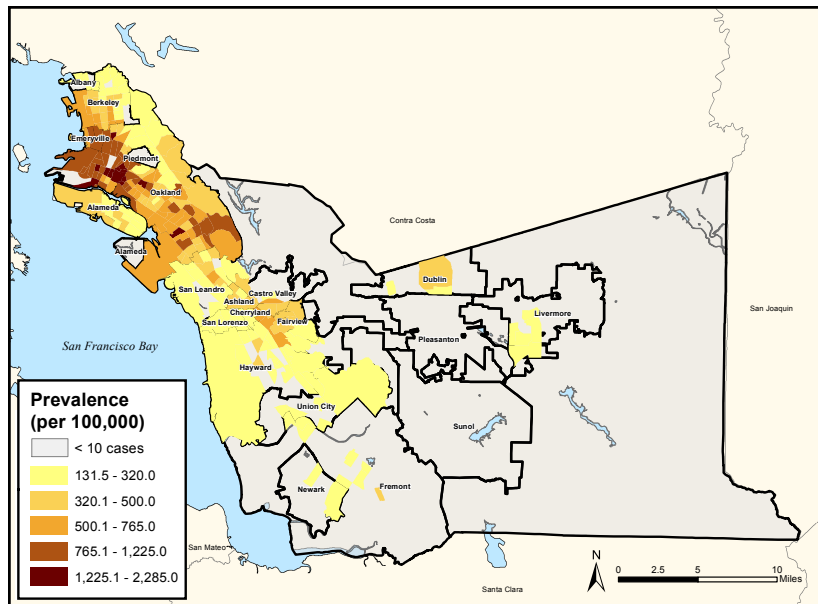 Contra Costa
San Joaquin
Albany
Berkeley
Emeryville
Piedmont
Oakland
Alameda
Alameda
San Leandro
Castro Valley
Ashland
Cherryland
San Lorenzo
Fairview
Dublin
Livermore
Pleasanton
San Francisco Bay
Hayward
Union City
Sunol
Newark
Fremont
San Mateo
Santa Clara
Prevalence
(per 100,000)
< 10 cases
131.5 - 320.0
320.1 - 500.0
500.1 - 765.0
765.1 - 1,225.0
1,225.1 - 2,285.0
N
0 2.5 5 10
Miles